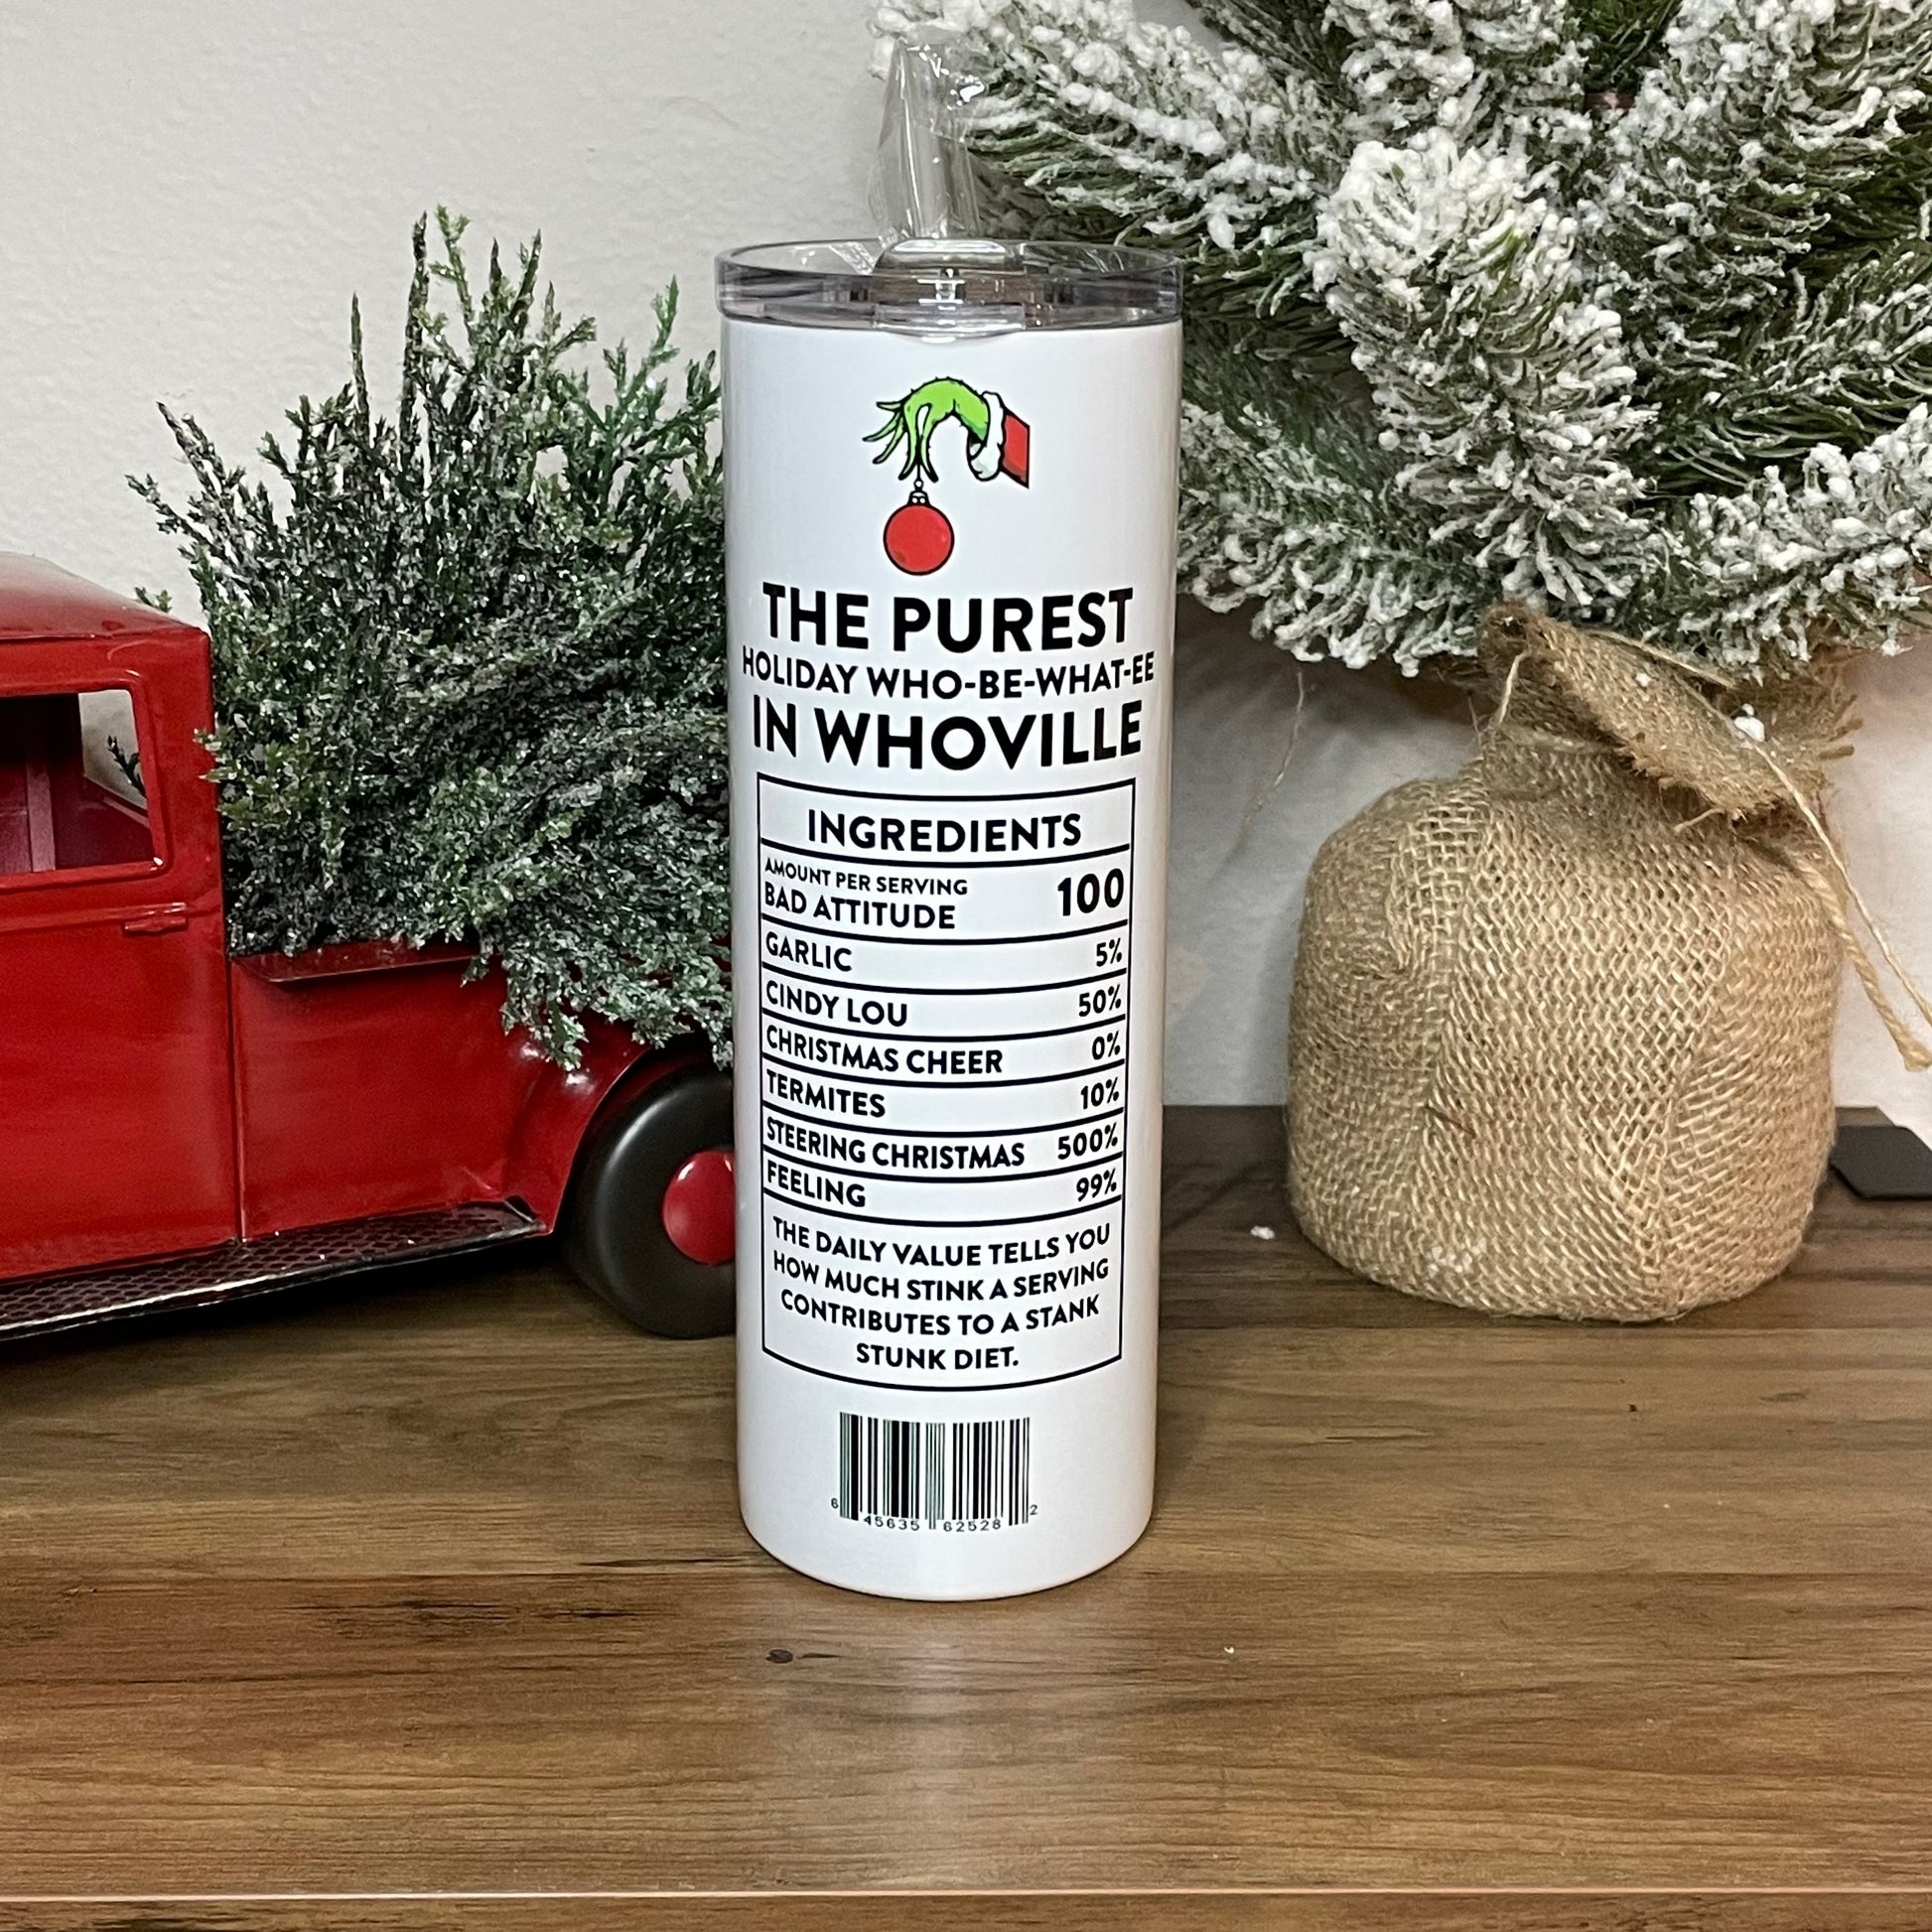 THE PUREST
HOLIDAY WHO-BE-WHAT-EE
IN WHOVILLE
INGREDIENTS
AMOUNT PER SERVING
BAD ATTITUDE 100
GARLIC 5%
CINDY LOU 50%
CHRISTMAS CHEER 0%
TERMITES 10%
STEERING CHRISTMAS 500%
FEELING 99%
THE DAILY VALUE TELLS YOU
HOW MUCH STINK A SERVING
CONTRIBUTES TO A STANK
STUNK DIET.
6 45635 62528 2